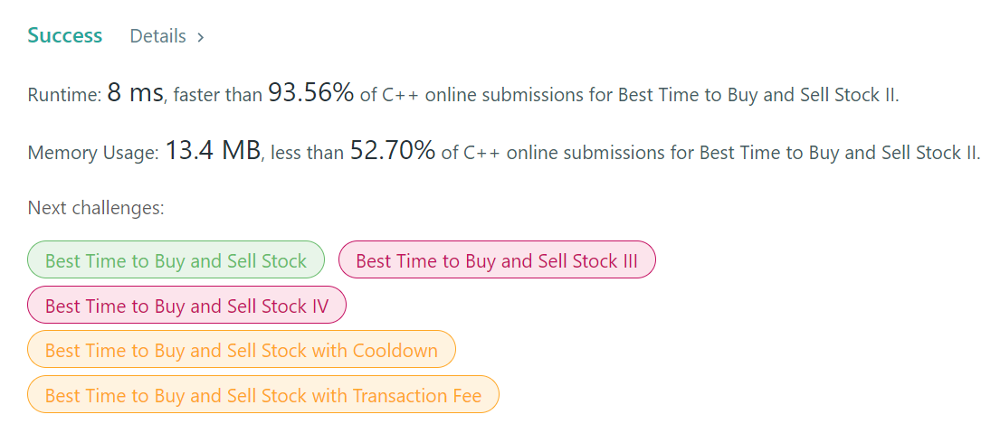 Success Details >
Runtime: 8 ms, faster than 93.56% of C++ online submissions for Best Time to Buy and Sell Stock II.
Memory Usage: 13.4 MB, less than 52.70% of C++ online submissions for Best Time to Buy and Sell Stock II.
Next challenges:
Best Time to Buy and Sell Stock Best Time to Buy and Sell Stock III
Best Time to Buy and Sell Stock IV
Best Time to Buy and Sell Stock with Cooldown
Best Time to Buy and Sell Stock with Transaction Fee